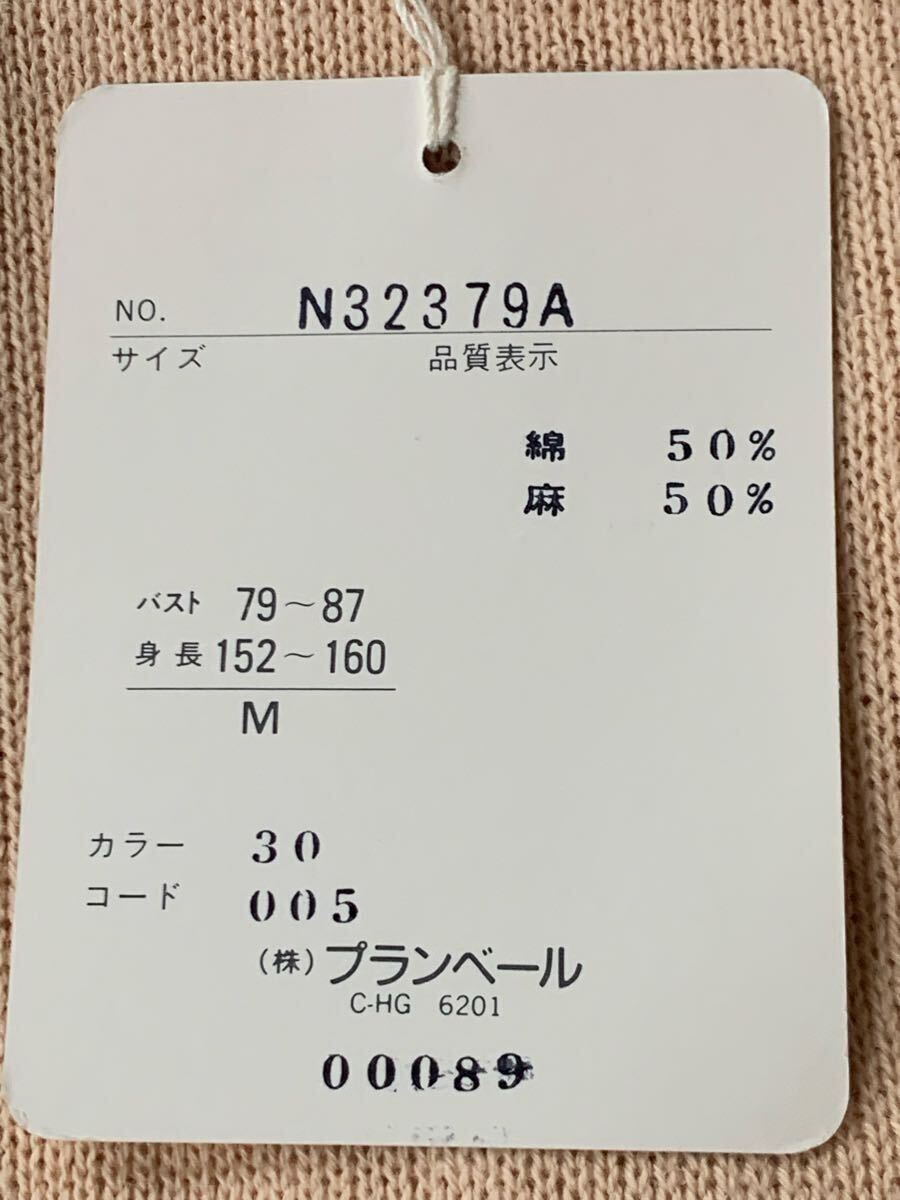 NO. N32379A
サイズ 品質表示
綿 50%
麻 50%
バスト 79～87
身長 152～160
M
カラー 30
コード 005
(株)プランベール
C-HG 6201
00089